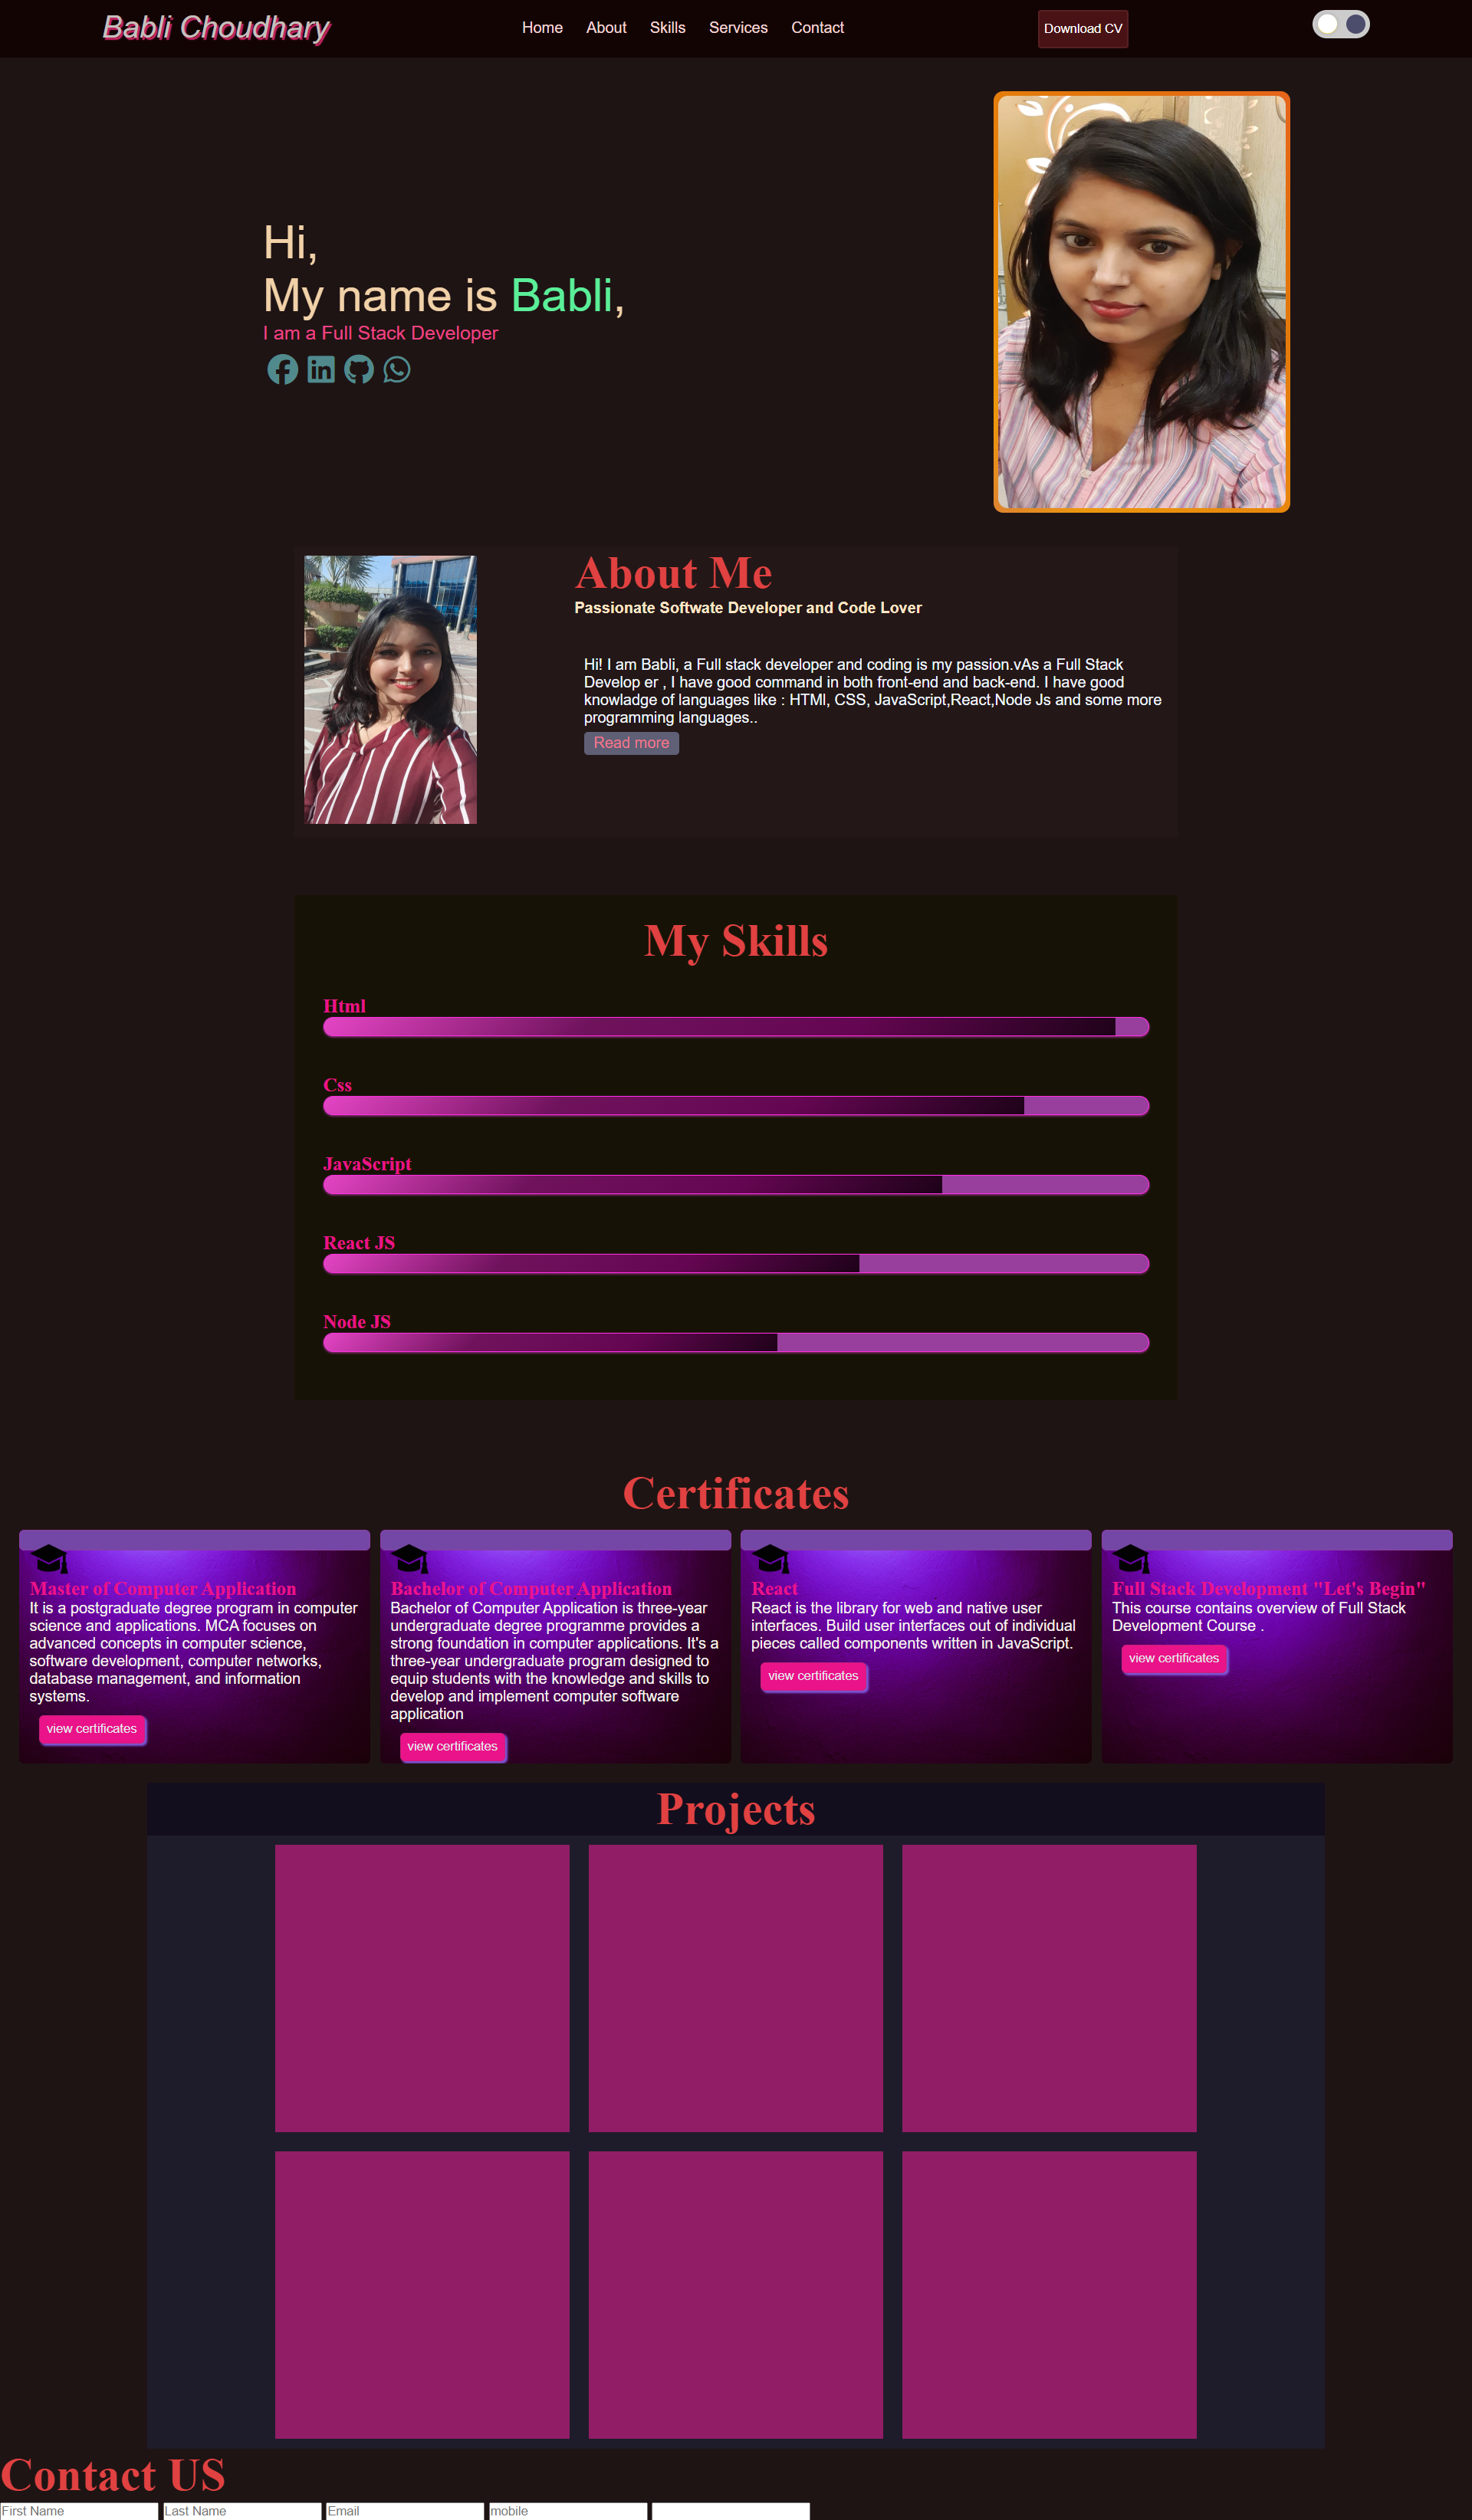 Babli Choudhary
Home About Skills Services Contact
Download CV
Hi,
My name is Babli,
I am a Full Stack Developer
About Me
Passionate Softwate Developer and Code Lover
Hi! I am Babli, a Full stack developer and coding is my passion.vAs a Full Stack
Develop er , I have good command in both front-end and back-end. I have good
knowladge of languages like : HTMl, CSS, JavaScript,React,Node Js and some more
programming languages..
Read more
My Skills
Html
Css
JavaScript
React JS
Node JS
Certificates
Master of Computer Application
It is a postgraduate degree program in computer
science and applications. MCA focuses on
advanced concepts in computer science,
software development, computer networks,
database management, and information
systems.
view certificates
Bachelor of Computer Application
Bachelor of Computer Application is three-year
undergraduate degree programme provides a
strong foundation in computer applications. It's a
three-year undergraduate program designed to
equip students with the knowledge and skills to
develop and implement computer software
application
view certificates
React
React is the library for web and native user
interfaces. Build user interfaces out of individual
pieces called components written in JavaScript.
view certificates
Full Stack Development "Let's Begin"
This course contains overview of Full Stack
Development Course .
view certificates
Projects
Contact US
First Name Last Name Email mobile